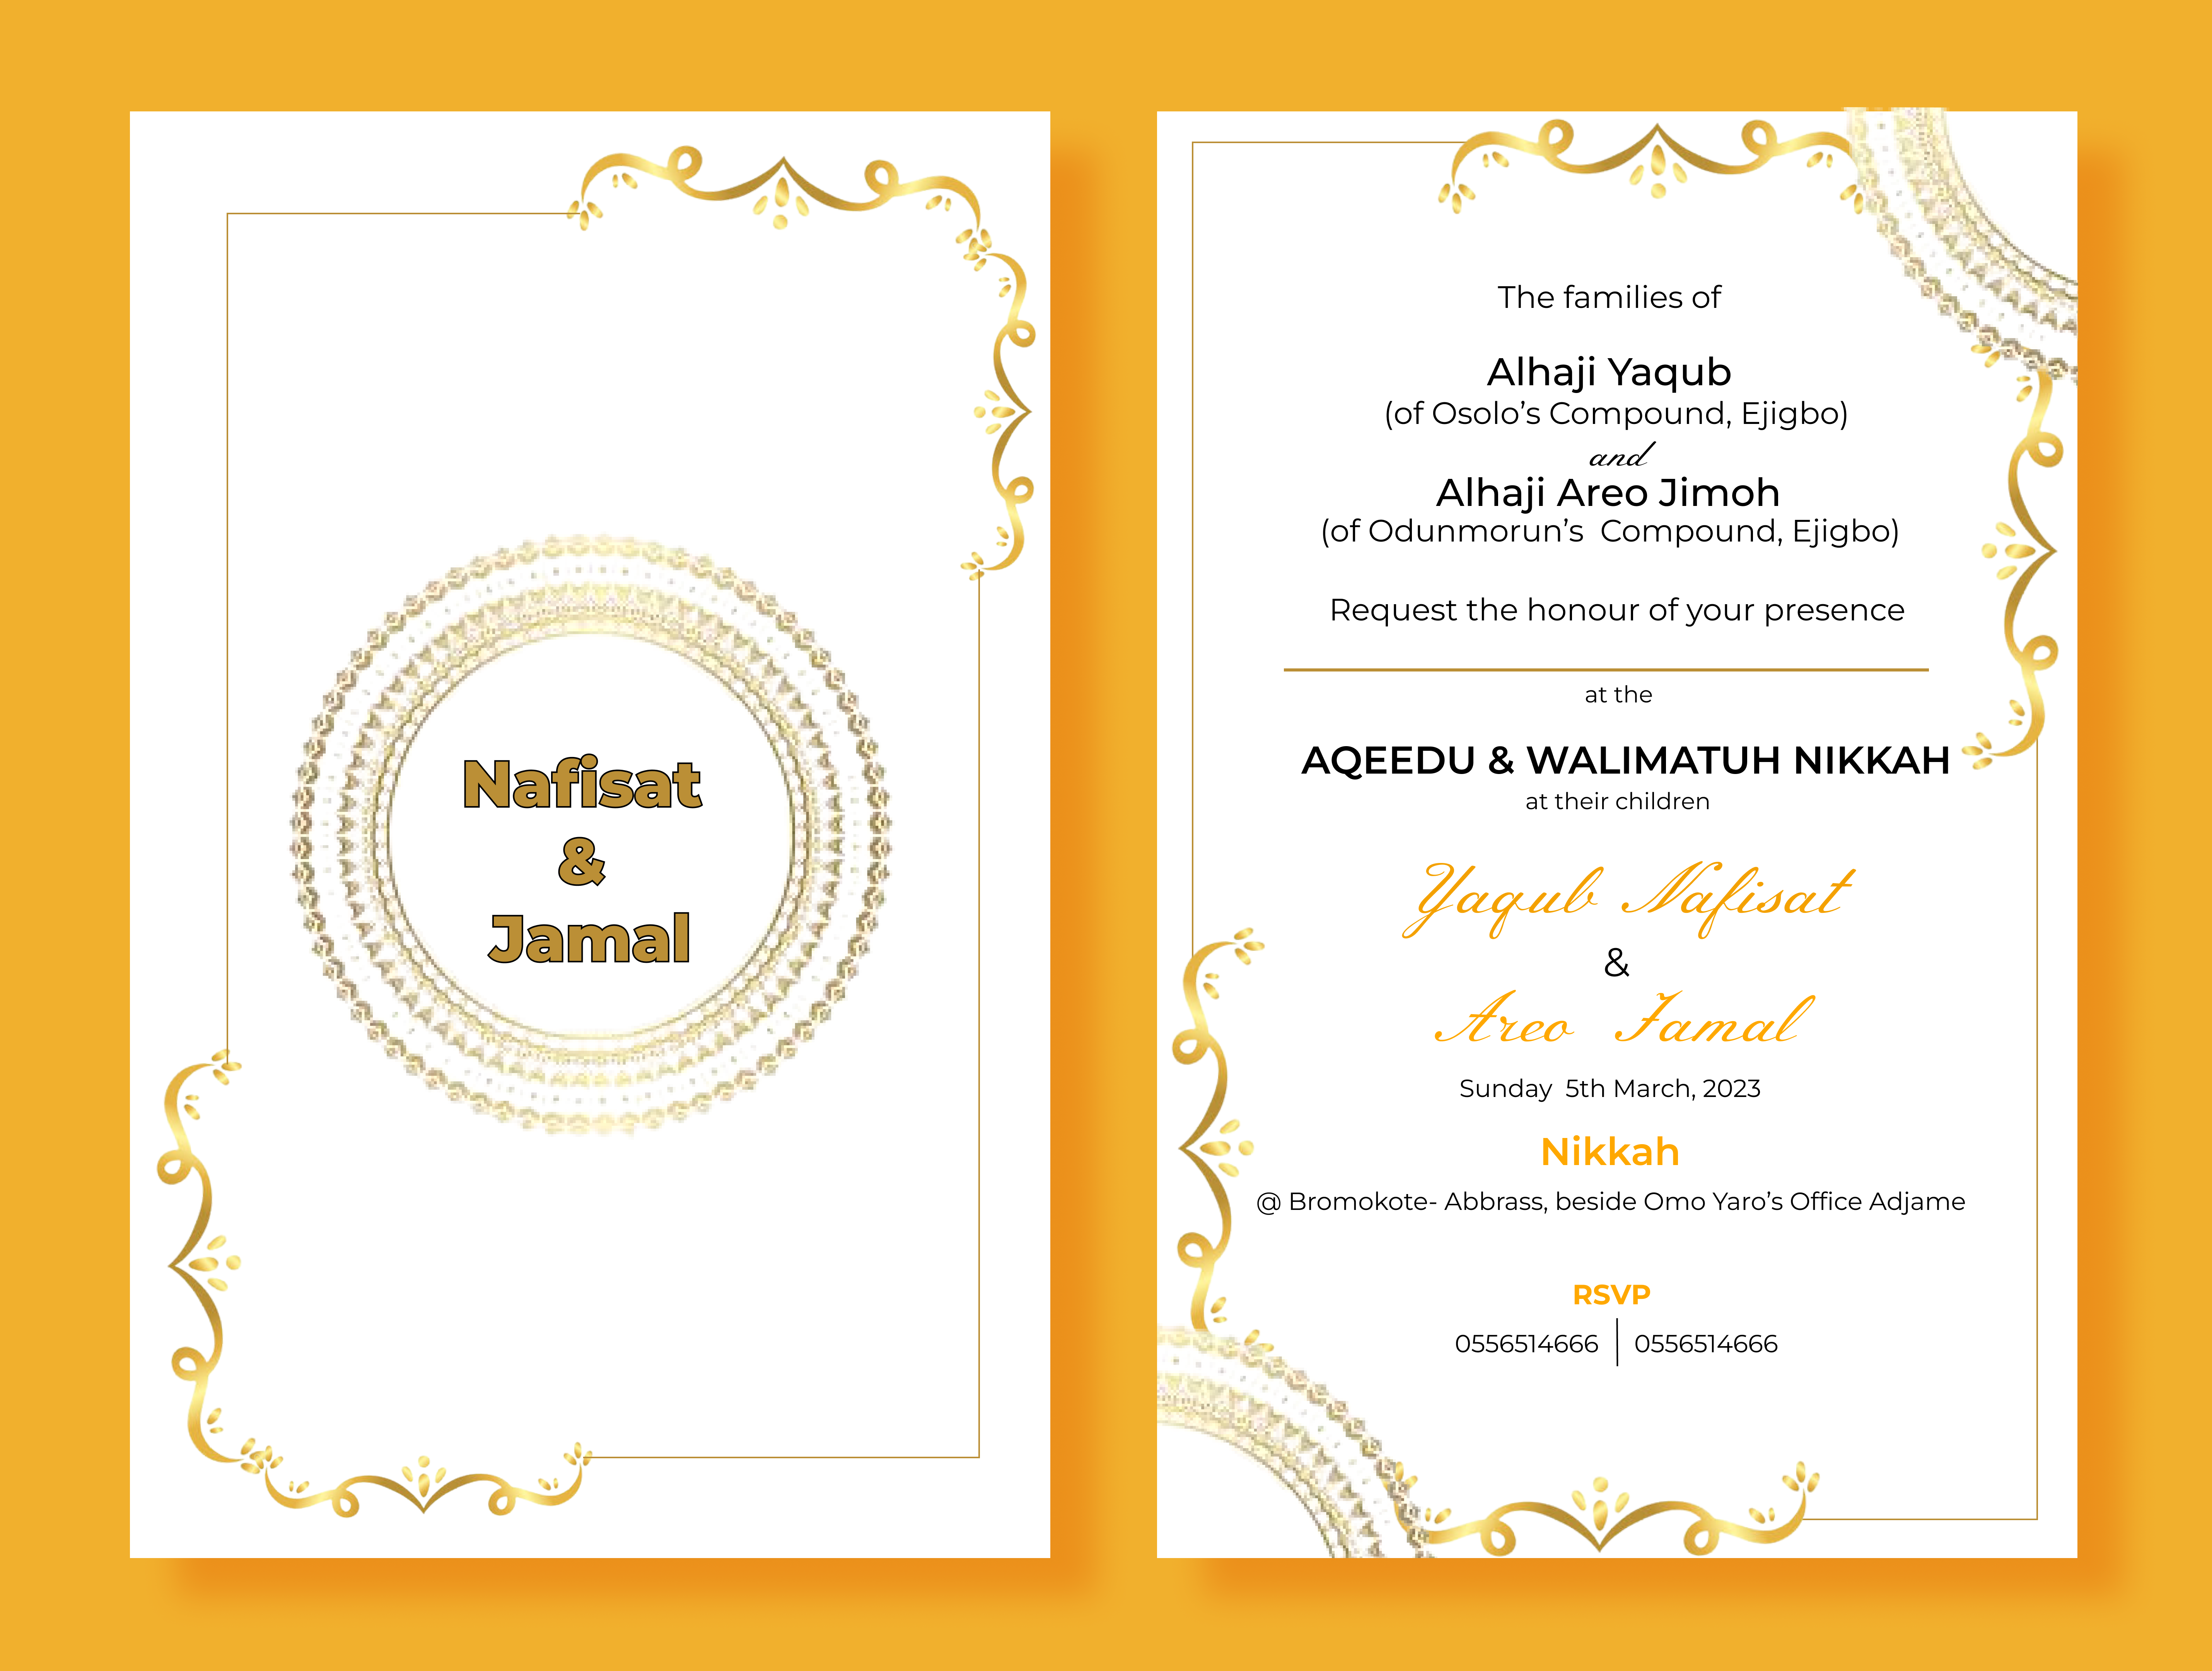 Nafisat
&
Jamal
The families of
Alhaji Yaqub
(of Osolo's Compound, Ejigbo)
and
Alhaji Areo Jimoh
(of Odunmorun's Compound, Ejigbo)
Request the honour of your presence
at the
AQEEDU & WALIMATUH NIKKAH
at their children
Yaqub Nafisat
&
Areo Jamal
Sunday 5th March, 2023
Nikkah
@ Bromokote- Abbrass, beside Omo Yaro's Office Adjame
RSVP
0556514666 | 0556514666